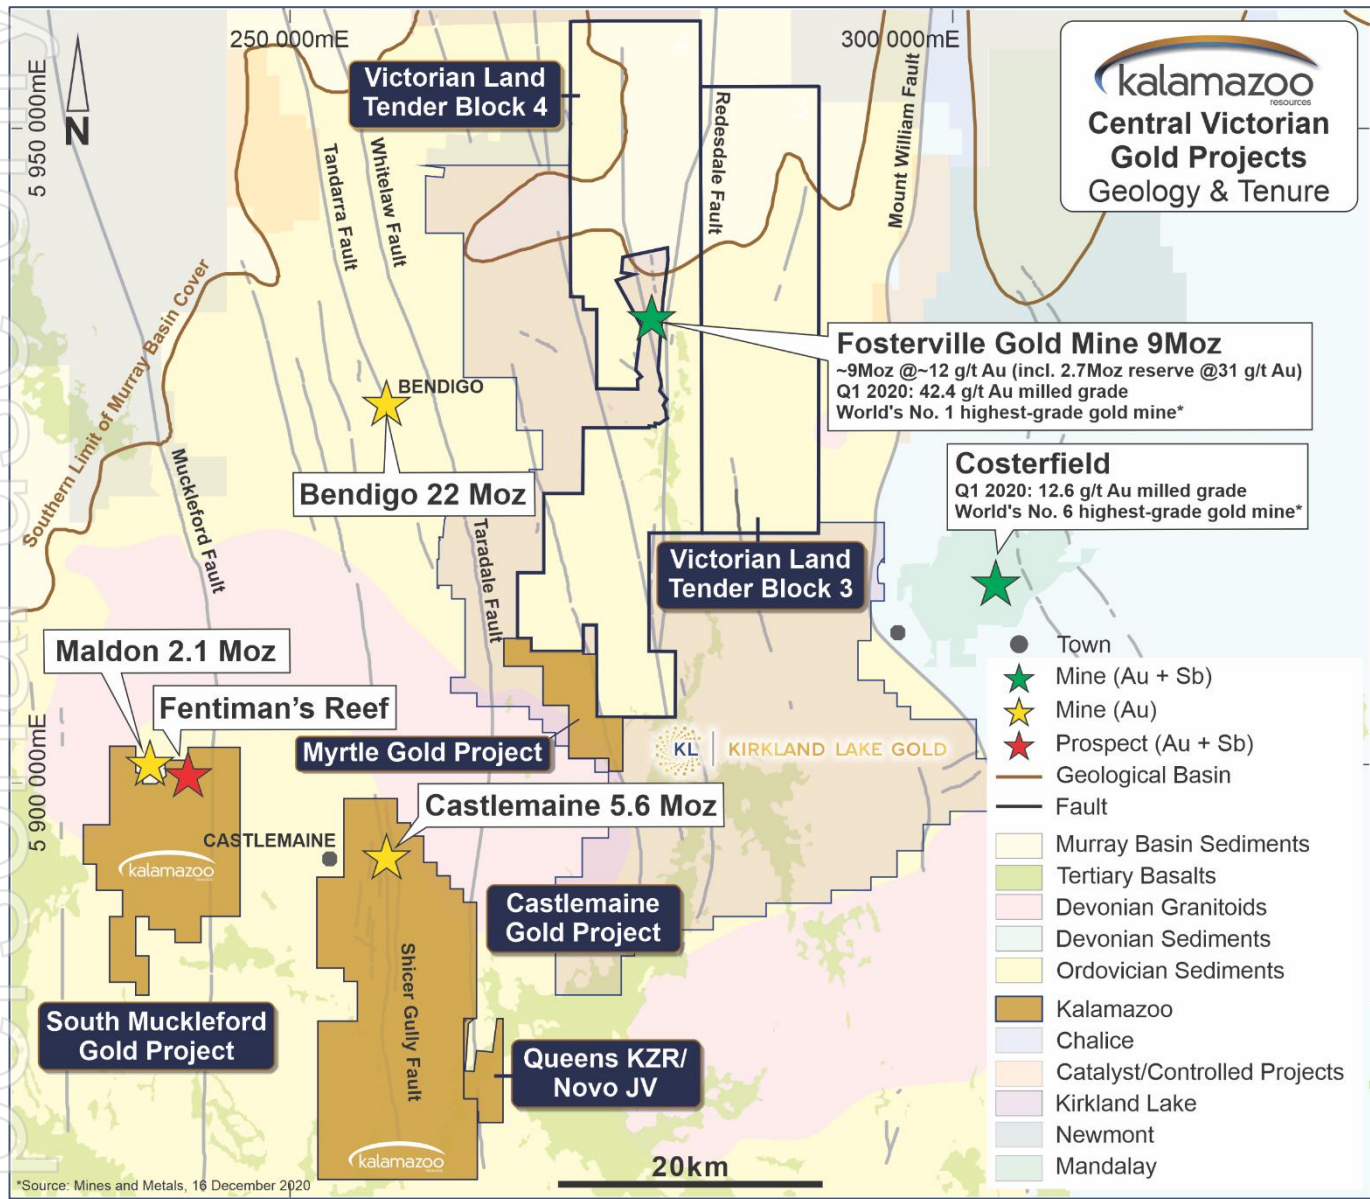 250 000mE
300 000mE
5 950 000mE
5 900 000mE
N
kalamazoo
resources
Central Victorian
Gold Projects
Geology & Tenure
Victorian Land
Tender Block 4
Redesdale Fault
Mount William Fault
Whitelaw Fault
Tandarra Fault
Southern Limit of Murray Basin Cover
Muckleford Fault
BENDIGO
Bendigo 22 Moz
Fosterville Gold Mine 9Moz
~9Moz @~12 g/t Au (incl. 2.7Moz reserve @31 g/t Au)
Q1 2020: 42.4 g/t Au milled grade
World's No. 1 highest-grade gold mine*
Costerfield
Q1 2020: 12.6 g/t Au milled grade
World's No. 6 highest-grade gold mine*
Taradale Fault
Victorian Land
Tender Block 3
Maldon 2.1 Moz
Fentiman's Reef
Myrtle Gold Project
KL KIRKLAND LAKE GOLD
Castlemaine 5.6 Moz
CASTLEMAINE
kalamazoo
resources
Castlemaine
Gold Project
Shicer Gully Fault
South Muckleford
Gold Project
Queens KZR/
Novo JV
kalamazoo
resources
20km
*Source: Mines and Metals, 16 December 2020
Town
Mine (Au + Sb)
Mine (Au)
Prospect (Au + Sb)
Geological Basin
Fault
Murray Basin Sediments
Tertiary Basalts
Devonian Granitoids
Devonian Sediments
Ordovician Sediments
Kalamazoo
Chalice
Catalyst/Controlled Projects
Kirkland Lake
Newmont
Mandalay